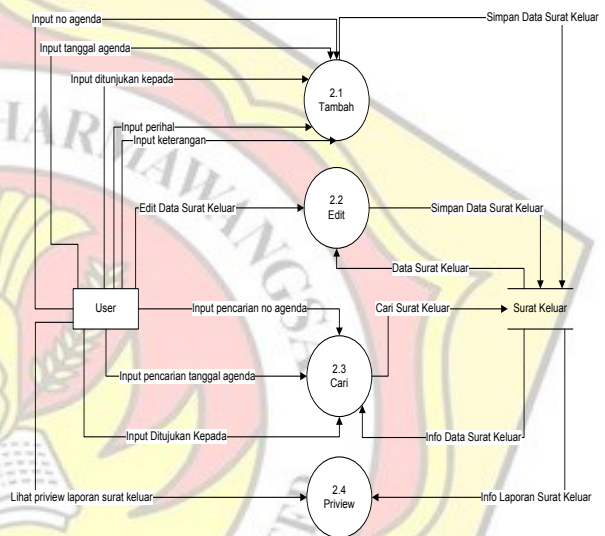 Input no agenda
Simpan Data Surat Keluar
Input tanggal agenda
Input ditunjukan kepada
2.1
Tambah
Input perihal
Input keterangan
HARMAWANGSA
2.2
Edit
Edit Data Surat Keluar
Simpan Data Surat Keluar
Data Surat Keluar
User
Input pencarian no agenda
Cari Surat Keluar
Surat Keluar
2.3
Cari
Input pencarian tanggal agenda
Input Ditujukan Kepada
Info Data Surat Keluar
2.4
Priview
Lihat priview laporan surat keluar
Info Laporan Surat Keluar